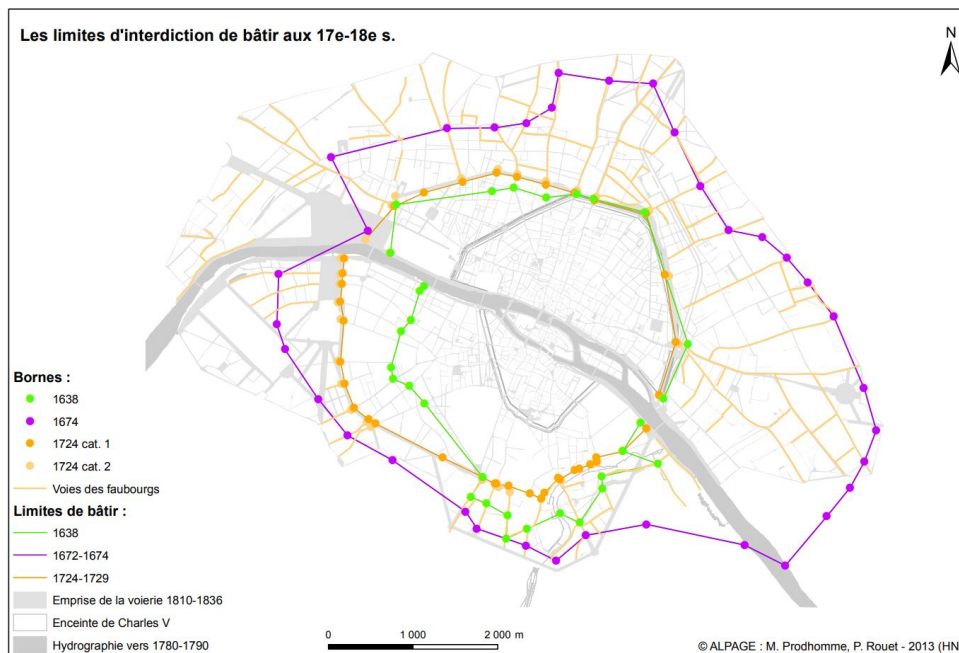 Les limites d'interdiction de bâtir aux 17e-18e s.
N
Bornes :
1638
1674
1724 cat. 1
1724 cat. 2
Voies des faubourgs
Limites de bâtir :
1638
1672-1674
1724-1729
Emprise de la voierie 1810-1836
Enceinte de Charles V
Hydrographie vers 1780-1790
0 1 000 2 000 m
© ALPAGE : M. Prodhomme, P. Rouet - 2013 (HN